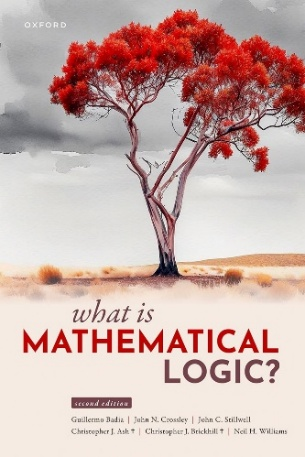 OXFORD
what is
MATHEMATICAL
LOGIC?
second edition
Guillermo Badia | John N. Crossley | John C. Stillwell
Christopher J. Ash † | Christopher J. Brickhill † | Neil H. Williams